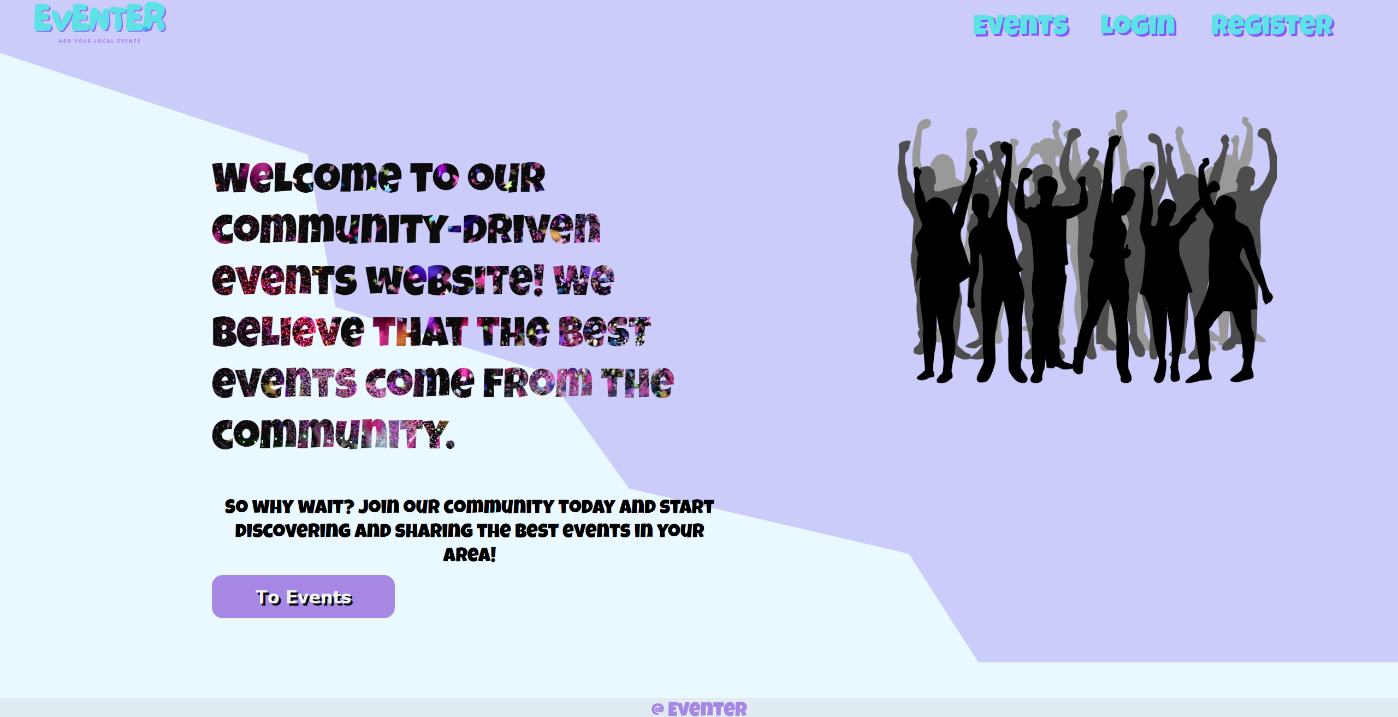 EVENTER
ADD YOUR LOCAL EVENTS
Events Login Register
Welcome to our
community-driven
events website! We
believe that the best
events come from the
community.
So why wait? Join our community today and start
discovering and sharing the best events in your
area!
To Events
@ Eventer